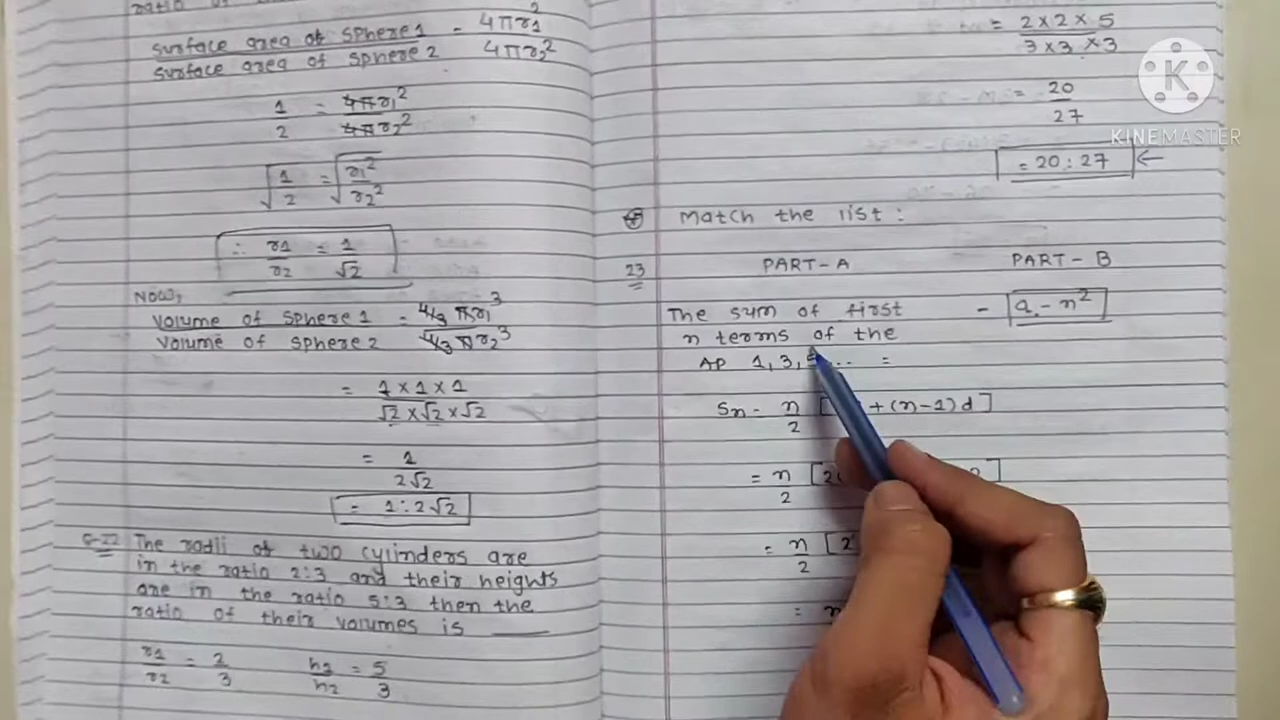 surface area of sphere 1 = 4πr1²
surface area of sphere 2 4πr2²
1 = 4πr1²
2 4πr2²
√1/2 = √r1²/r2²
∴ r1/r2 = 1/√2
NOW,
Volume of sphere 1 = 4/3 πr1³
Volume of sphere 2 4/3 πr2³
= 1 × 1 × 1
√2 × √2 × √2
= 1
2√2
= 1 : 2√2
Q-22 The radii of two cylinders are
in the ratio 2:3 and their heights
are in the ratio 5:3 then the
ratio of their volumes is ____
r1/r2 = 2/3 h1/h2 = 5/3
= 2 × 2 × 5
3 × 3 × 3
= 20
27
= 20 : 27 ←
Match the list :
23 PART-A PART-B
The sum of first - a. - n²
n terms of the
AP 1, 3, 5... =
Sn - n/2 [ + (n-1)d]
= n/2 [2
= n/2 [2
= n
K
KINEMASTER